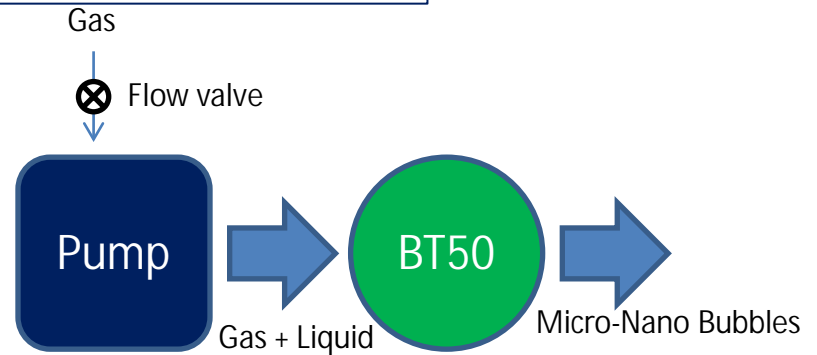 Gas
Flow valve
Pump
BT50
Gas + Liquid
Micro-Nano Bubbles